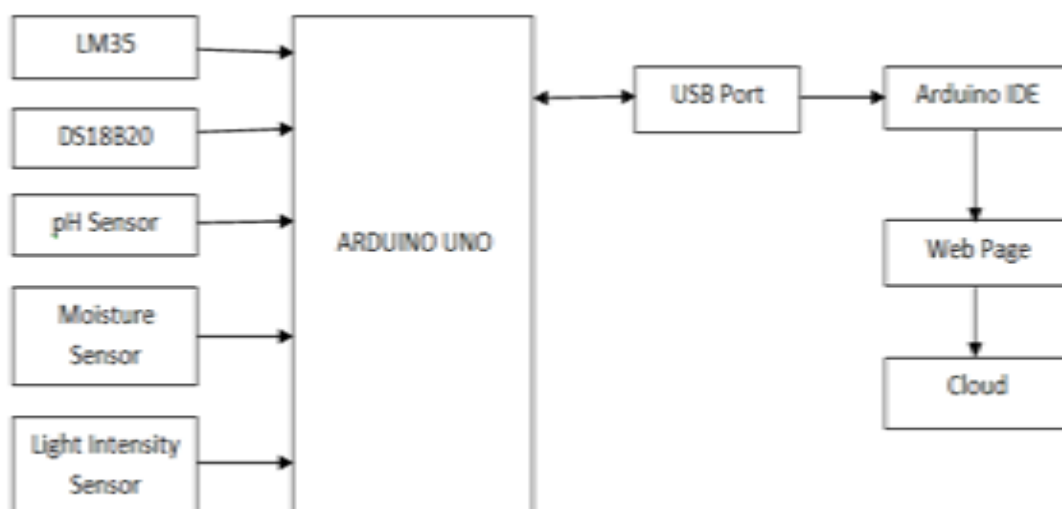 LM35
DS18B20
pH Sensor
Moisture
Sensor
Light Intensity
Sensor
ARDUINO UNO
USB Port
Arduino IDE
Web Page
Cloud